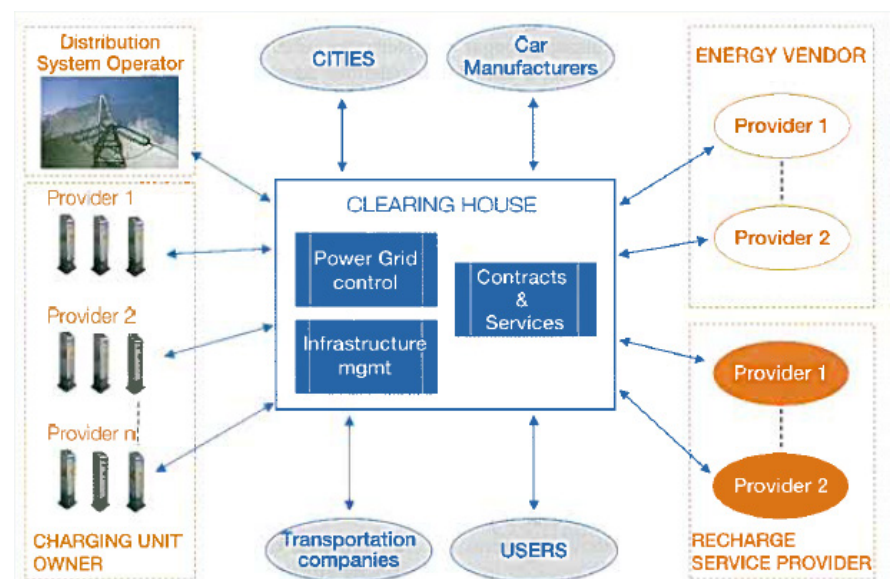 Distribution
System Operator
CITIES
Car
Manufacturers
ENERGY VENDOR
Provider 1
Provider 2
Provider 1
Provider 2
Provider n
CHARGING UNIT
OWNER
CLEARING HOUSE
Power Grid
control
Infrastructure
mgmt
Contracts
&
Services
Transportation
companies
USERS
Provider 1
Provider 2
RECHARGE
SERVICE PROVIDER